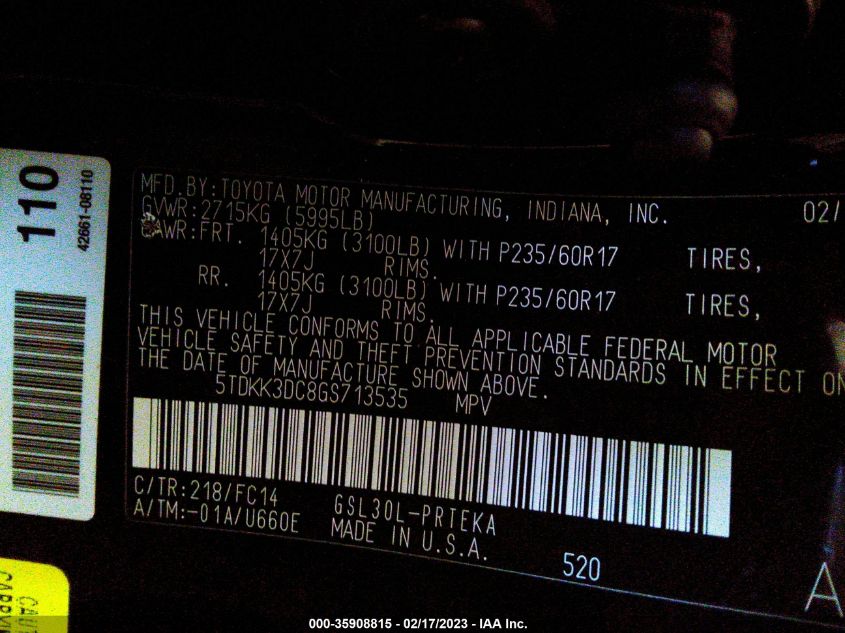 110
42661-08110
MFD.BY:TOYOTA MOTOR MANUFACTURING, INDIANA, INC. 02/
GVWR:2715KG (5995LB)
GAWR:FRT. 1405KG (3100LB) WITH P235/60R17 TIRES,
17X7J RIMS.
RR. 1405KG (3100LB) WITH P235/60R17 TIRES,
17X7J RIMS.
THIS VEHICLE CONFORMS TO ALL APPLICABLE FEDERAL MOTOR
VEHICLE SAFETY AND THEFT PREVENTION STANDARDS IN EFFECT ON
THE DATE OF MANUFACTURE SHOWN ABOVE.
5TDKK3DC8GS713535 MPV
C/TR:218/FC14 GSL30L-PRTEKA
A/TM:-01A/U660E MADE IN U.S.A.
520
A
000-35908815 - 02/17/2023 - IAA Inc.